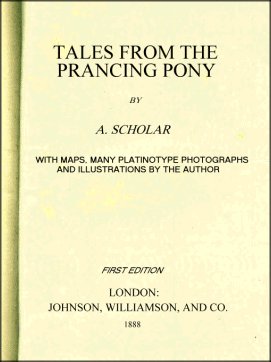 TALES FROM THE
PRANCING PONY
BY
A. SCHOLAR
WITH MAPS. MANY PLATINOTYPE PHOTOGRAPHS
AND ILLUSTRATIONS BY THE AUTHOR
FIRST EDITION
LONDON:
JOHNSON, WILLIAMSON, AND CO.
1888